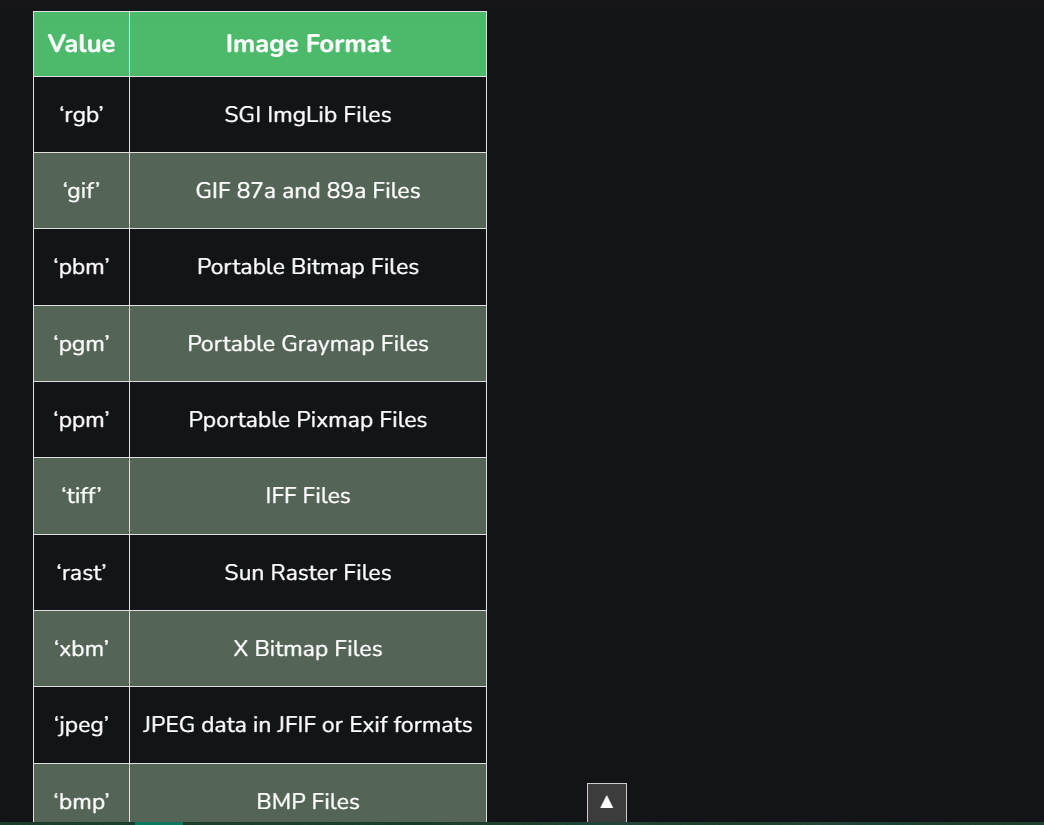 Value Image Format
‘rgb’ SGI ImgLib Files
‘gif’ GIF 87a and 89a Files
‘pbm’ Portable Bitmap Files
‘pgm’ Portable Graymap Files
‘ppm’ Pportable Pixmap Files
‘tiff’ IFF Files
‘rast’ Sun Raster Files
‘xbm’ X Bitmap Files
‘jpeg’ JPEG data in JFIF or Exif formats
‘bmp’ BMP Files